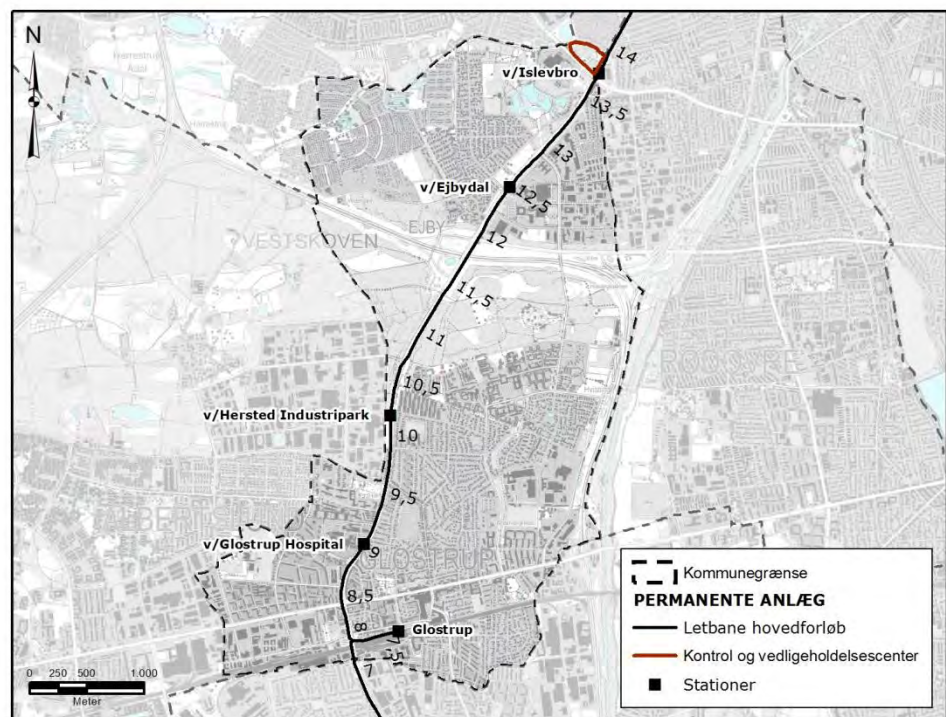 N
14
v/Islevbro
13,5
13
v/Ejbydal
12,5
12
EJBY
VESTSKOVEN
11,5
11
10,5
v/Hersted Industripark
10
9,5
v/Glostrup Hospital
9
GLOSTRUP
8,5
8
Glostrup
7,5
7
0 250 500 1.000
Meter
Kommunegrænse
PERMANENTE ANLÆG
Letbane hovedforløb
Kontrol og vedligeholdelsescenter
Stationer